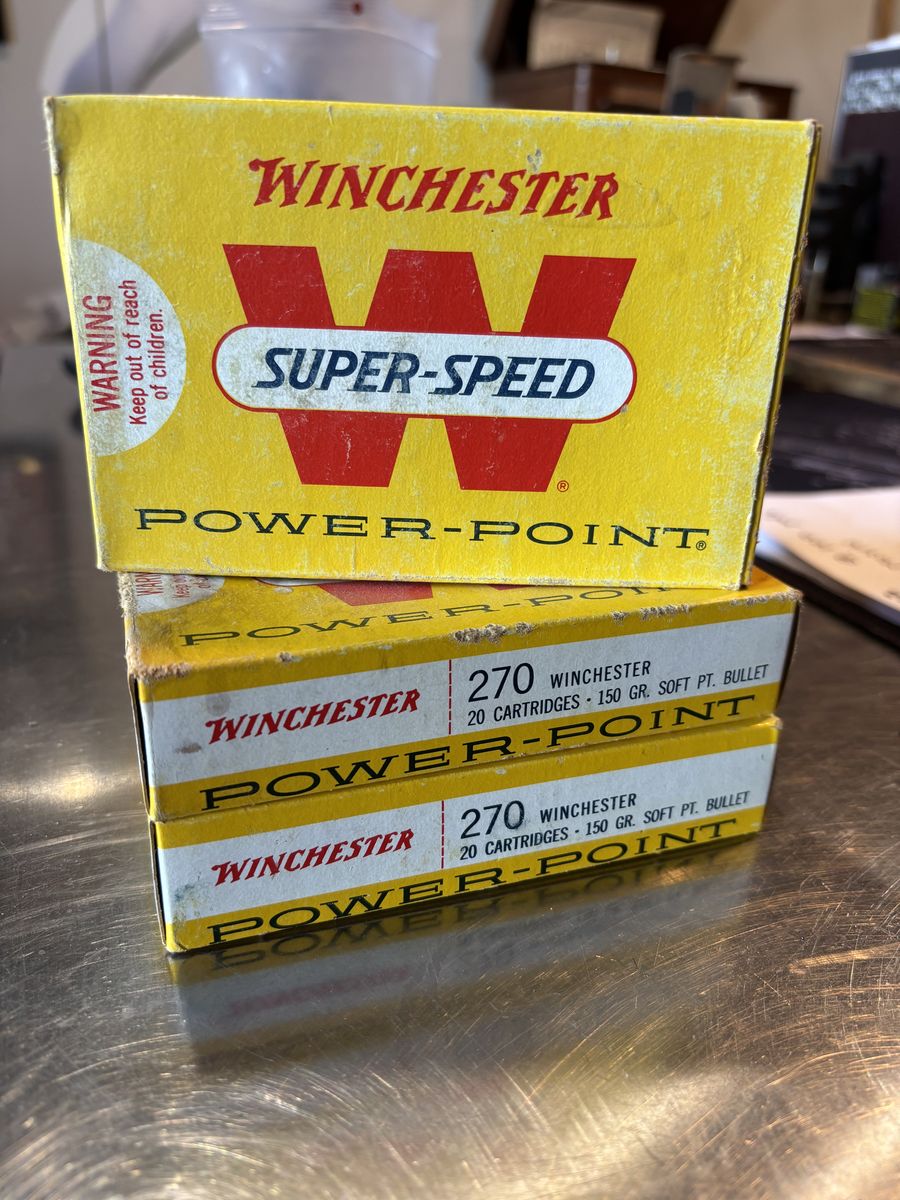 WINCHESTER
WARNING
Keep out of reach
of children.
SUPER-SPEED
®
POWER-POINT®
WARNING
POWER-POINT
WINCHESTER
270 WINCHESTER
20 CARTRIDGES · 150 GR. SOFT PT. BULLET
POWER-POINT
WINCHESTER
270 WINCHESTER
20 CARTRIDGES · 150 GR. SOFT PT. BULLET
POWER-POINT